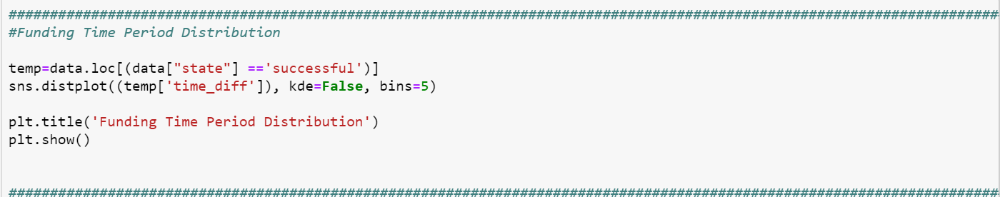 ########################################################################################################################
#Funding Time Period Distribution
temp=data.loc[(data["state"] =='successful')]
sns.distplot((temp['time_diff']), kde=False, bins=5)
plt.title('Funding Time Period Distribution')
plt.show()
########################################################################################################################